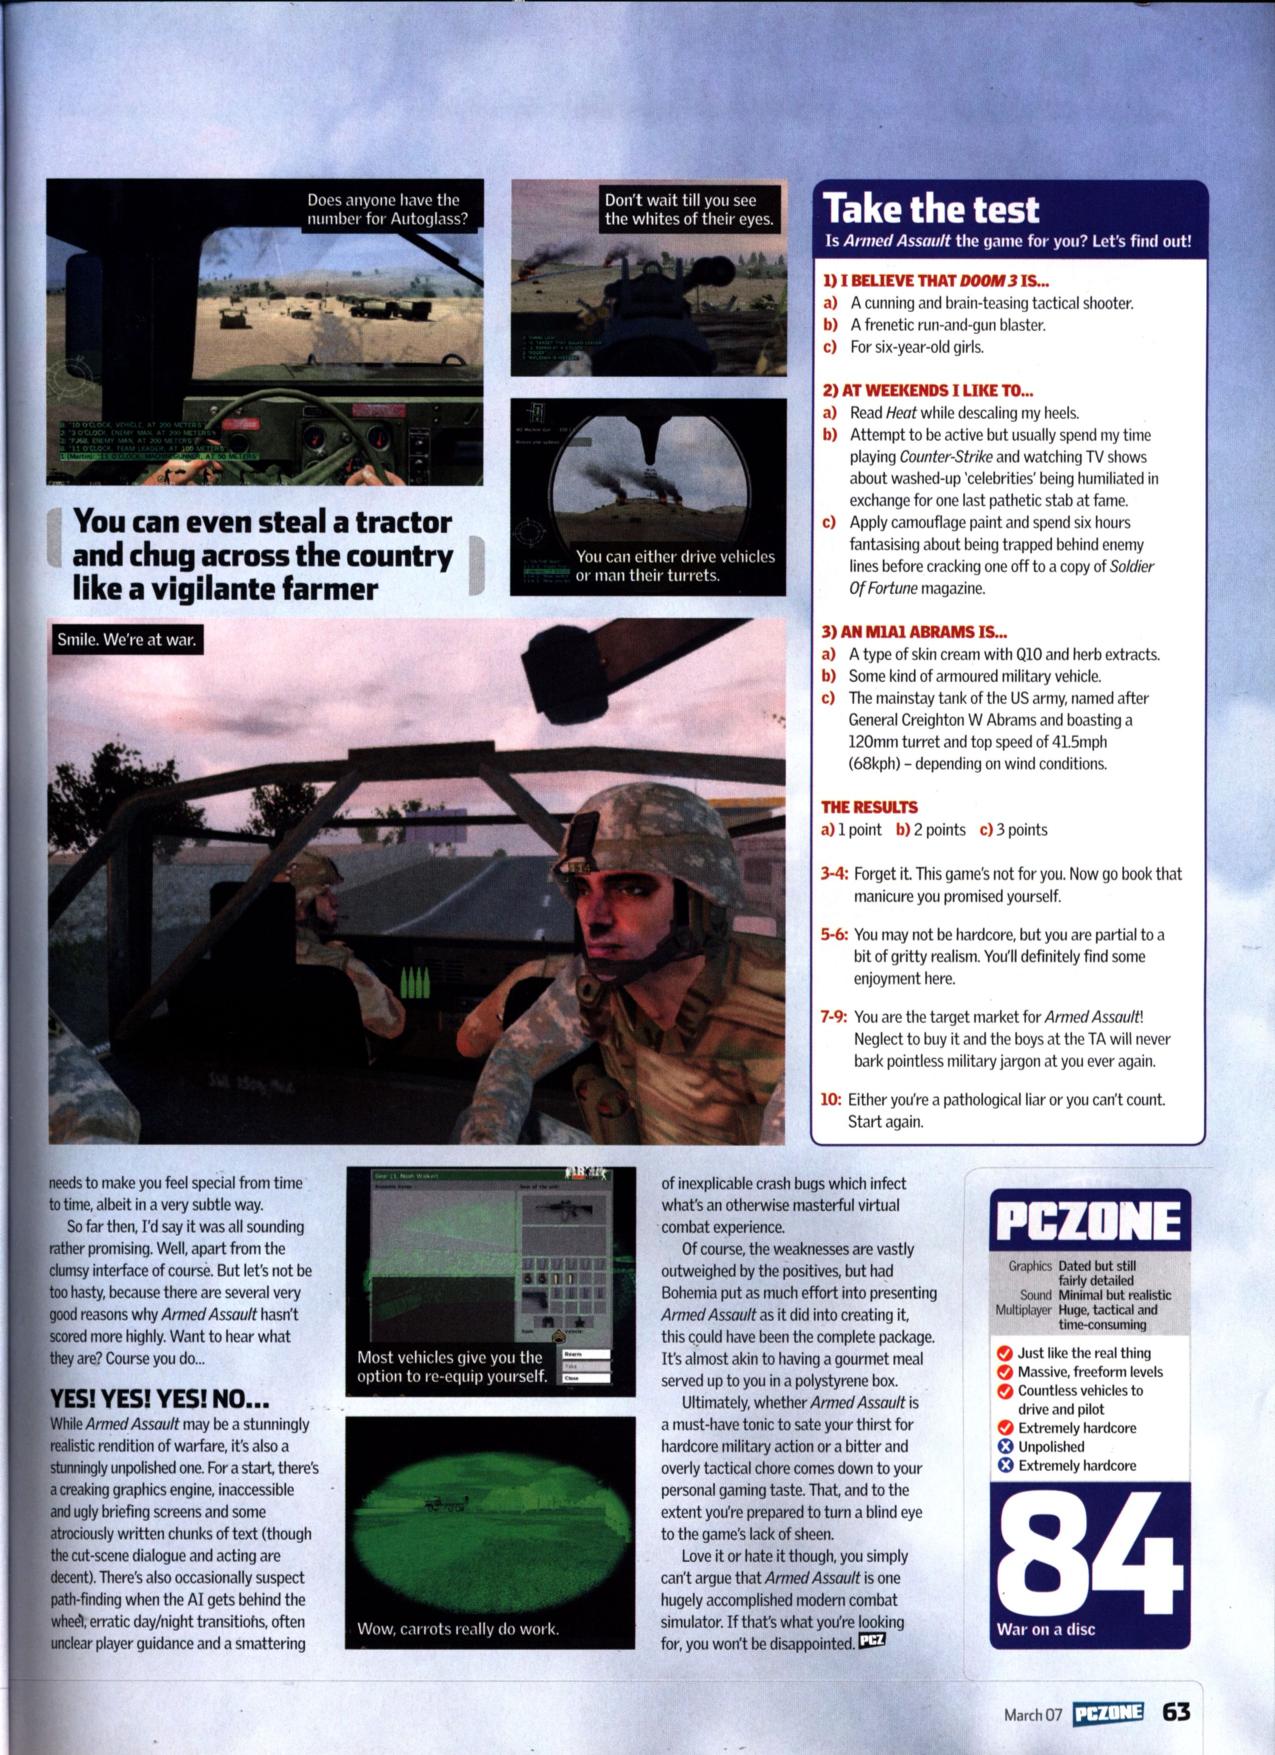 Does anyone have the
number for Autoglass?
Don't wait till you see
the whites of their eyes.
You can either drive vehicles
or man their turrets.
You can even steal a tractor
and chug across the country
like a vigilante farmer
Smile. We're at war.
Take the test
Is Armed Assault the game for you? Let's find out!
1) I BELIEVE THAT DOOM 3 IS...
a) A cunning and brain-teasing tactical shooter.
b) A frenetic run-and-gun blaster.
c) For six-year-old girls.
2) AT WEEKENDS I LIKE TO...
a) Read Heat while descaling my heels.
b) Attempt to be active but usually spend my time
playing Counter-Strike and watching TV shows
about washed-up 'celebrities' being humiliated in
exchange for one last pathetic stab at fame.
c) Apply camouflage paint and spend six hours
fantasising about being trapped behind enemy
lines before cracking one off to a copy of Soldier
Of Fortune magazine.
3) AN M1A1 ABRAMS IS...
a) A type of skin cream with Q10 and herb extracts.
b) Some kind of armoured military vehicle.
c) The mainstay tank of the US army, named after
General Creighton W Abrams and boasting a
120mm turret and top speed of 41.5mph
(68kph) – depending on wind conditions.
THE RESULTS
a) 1 point b) 2 points c) 3 points
3-4: Forget it. This game's not for you. Now go book that
manicure you promised yourself.
5-6: You may not be hardcore, but you are partial to a
bit of gritty realism. You'll definitely find some
enjoyment here.
7-9: You are the target market for Armed Assault!
Neglect to buy it and the boys at the TA will never
bark pointless military jargon at you ever again.
10: Either you're a pathological liar or you can't count.
Start again.
needs to make you feel special from time
to time, albeit in a very subtle way.
So far then, I'd say it was all sounding
rather promising. Well, apart from the
clumsy interface of course. But let's not be
too hasty, because there are several very
good reasons why Armed Assault hasn't
scored more highly. Want to hear what
they are? Course you do...
YES! YES! YES! NO...
While Armed Assault may be a stunningly
realistic rendition of warfare, it's also a
stunningly unpolished one. For a start, there's
a creaking graphics engine, inaccessible
and ugly briefing screens and some
atrociously written chunks of text (though
the cut-scene dialogue and acting are
decent). There's also occasionally suspect
path-finding when the AI gets behind the
wheel, erratic day/night transitions, often
unclear player guidance and a smattering
Most vehicles give you the
option to re-equip yourself.
Rearm
Close
Wow, carrots really do work.
of inexplicable crash bugs which infect
what's an otherwise masterful virtual
combat experience.
Of course, the weaknesses are vastly
outweighed by the positives, but had
Bohemia put as much effort into presenting
Armed Assault as it did into creating it,
this could have been the complete package.
It's almost akin to having a gourmet meal
served up to you in a polystyrene box.
Ultimately, whether Armed Assault is
a must-have tonic to sate your thirst for
hardcore military action or a bitter and
overly tactical chore comes down to your
personal gaming taste. That, and to the
extent you're prepared to turn a blind eye
to the game's lack of sheen.
Love it or hate it though, you simply
can't argue that Armed Assault is one
hugely accomplished modern combat
simulator. If that's what you're looking
for, you won't be disappointed. PCZ
PCZONE
Graphics Dated but still
fairly detailed
Sound Minimal but realistic
Multiplayer Huge, tactical and
time-consuming
Just like the real thing
Massive, freeform levels
Countless vehicles to
drive and pilot
Extremely hardcore
Unpolished
Extremely hardcore
84
War on a disc
March 07 PCZONE 63